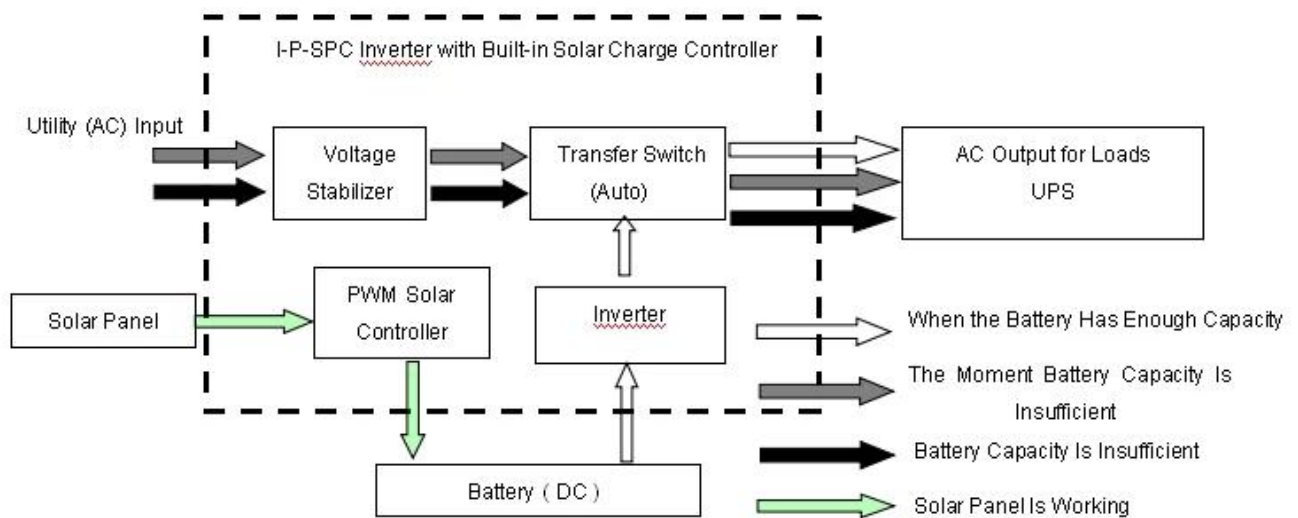 I-P-SPC Inverter with Built-in Solar Charge Controller
Utility (AC) Input
Voltage
Stabilizer
Transfer Switch
(Auto)
AC Output for Loads
UPS
Solar Panel
PWM Solar
Controller
Inverter
When the Battery Has Enough Capacity
The Moment Battery Capacity Is
Insufficient
Battery Capacity Is Insufficient
Battery ( DC )
Solar Panel Is Working